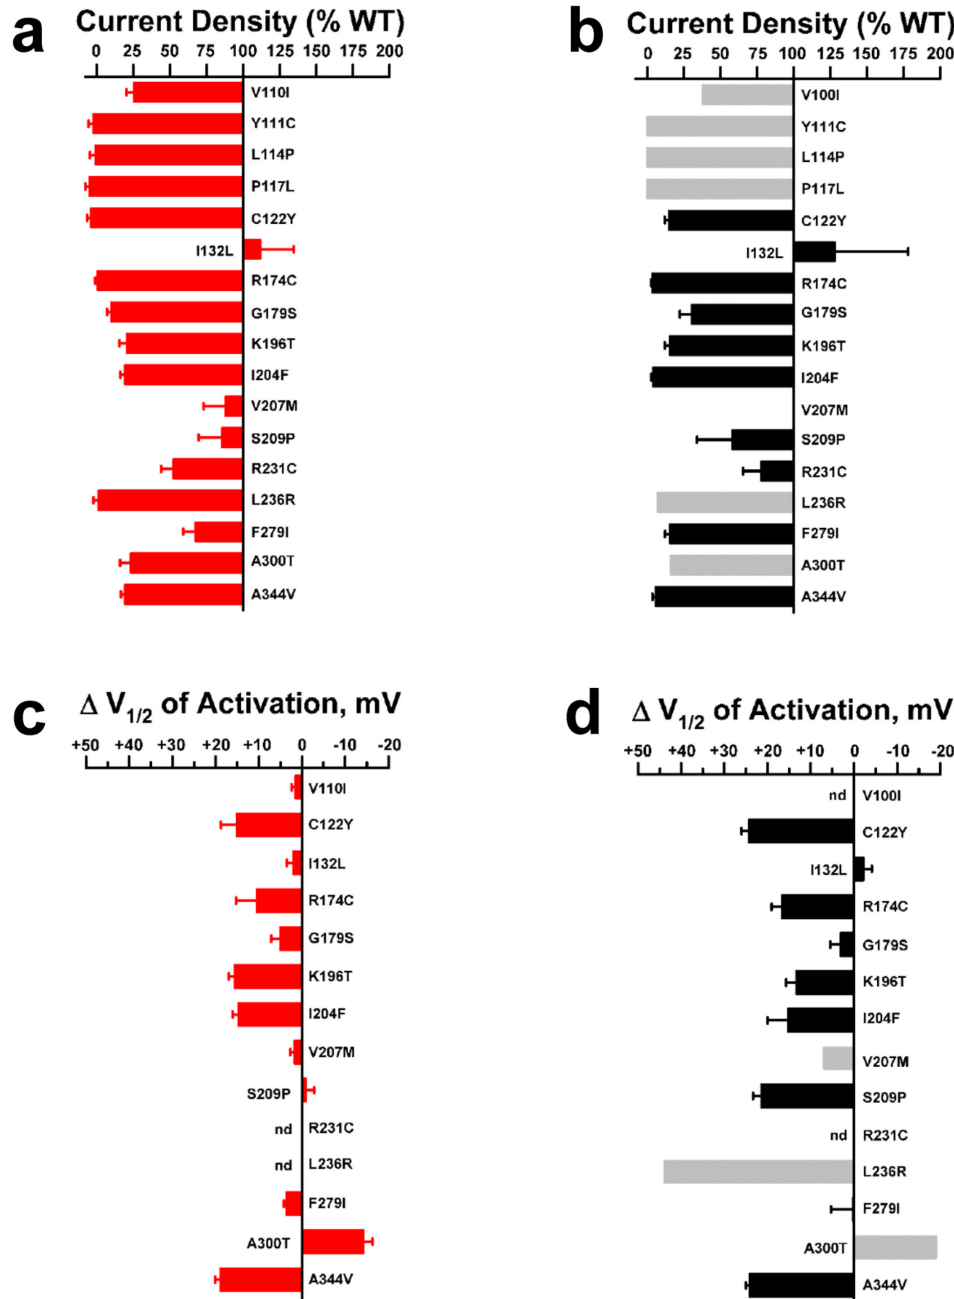 a
Current Density (% WT)
0 25 50 75 100 125 150 175 200
V110I
Y111C
L114P
P117L
C122Y
I132L
R174C
G179S
K196T
I204F
V207M
S209P
R231C
L236R
F279I
A300T
A344V
b
Current Density (% WT)
0 25 50 75 100 125 150 175 200
V100I
Y111C
L114P
P117L
C122Y
I132L
R174C
G179S
K196T
I204F
V207M
S209P
R231C
L236R
F279I
A300T
A344V
c
Δ V1/2 of Activation, mV
+50 +40 +30 +20 +10 0 -10 -20
V110I
C122Y
I132L
R174C
G179S
K196T
I204F
V207M
S209P
nd R231C
nd L236R
F279I
A300T
A344V
d
Δ V1/2 of Activation, mV
+50 +40 +30 +20 +10 0 -10 -20
nd V100I
C122Y
I132L
R174C
G179S
K196T
I204F
V207M
S209P
nd R231C
L236R
F279I
A300T
A344V